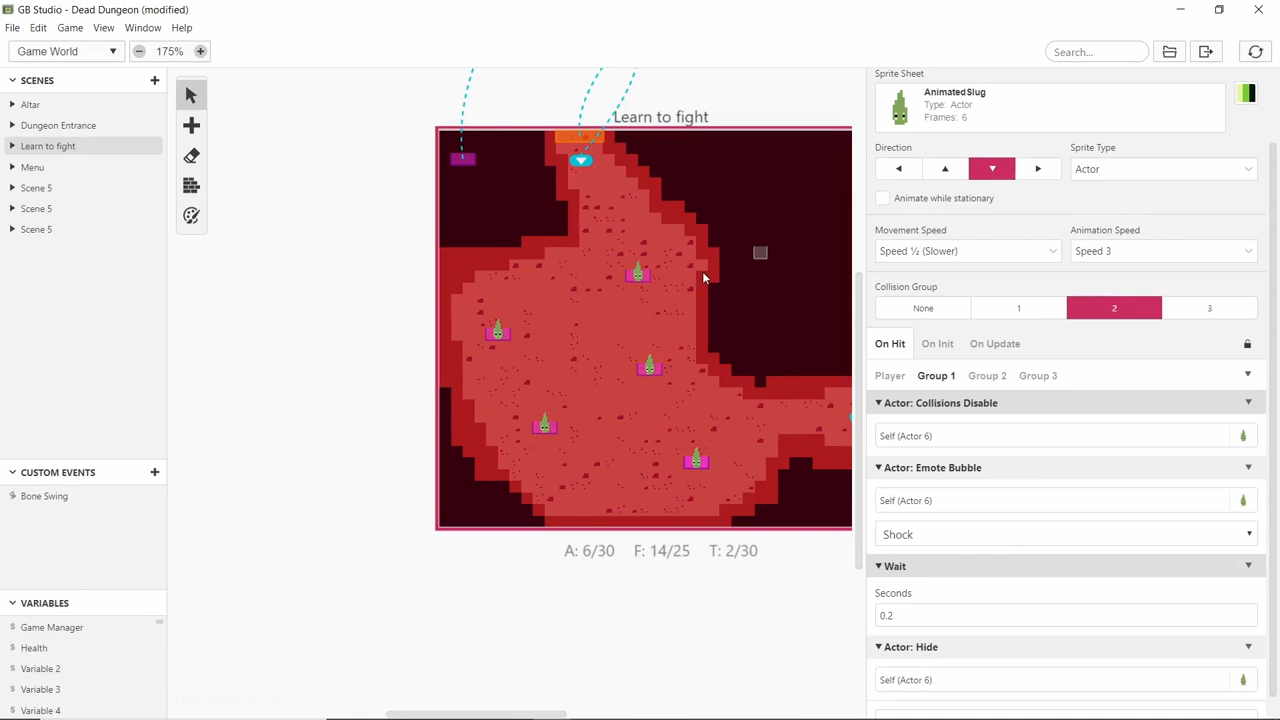 GB Studio - Dead Dungeon (modified)
File Edit Game View Window Help
Game World 175% Search...
SCENES
Altar
Dungeon Entrance
Learn to fight
Menu
Scene 5
Scene 5
Scene 5
CUSTOM EVENTS
Bone Swing
VARIABLES
S Game Manager
S Health
S Variable 2
S Variable 3
S Variable 4
Learn to fight
A: 6/30 F: 14/25 T: 2/30
Sprite Sheet
AnimatedSlug
Type: Actor
Frames: 6
Direction Sprite Type
Actor
Animate while stationary
Movement Speed Animation Speed
Speed ½ (Slower) Speed 3
Collision Group
None 1 2 3
On Hit On Init On Update
Player Group 1 Group 2 Group 3
Actor: Collisions Disable
Self (Actor 6)
Actor: Emote Bubble
Self (Actor 6)
Shock
Wait
Seconds
0.2
Actor: Hide
Self (Actor 6)